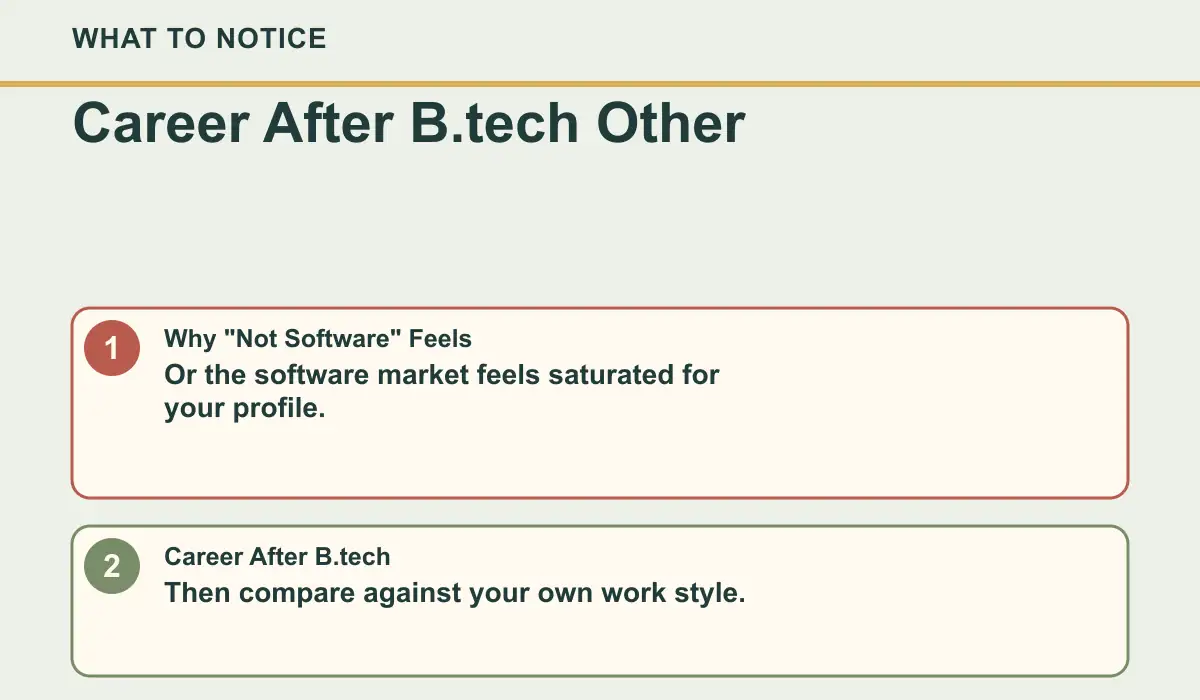 WHAT TO NOTICE
Career After B.tech Other
1
Why "Not Software" Feels
Or the software market feels saturated for
your profile.
2
Career After B.tech
Then compare against your own work style.